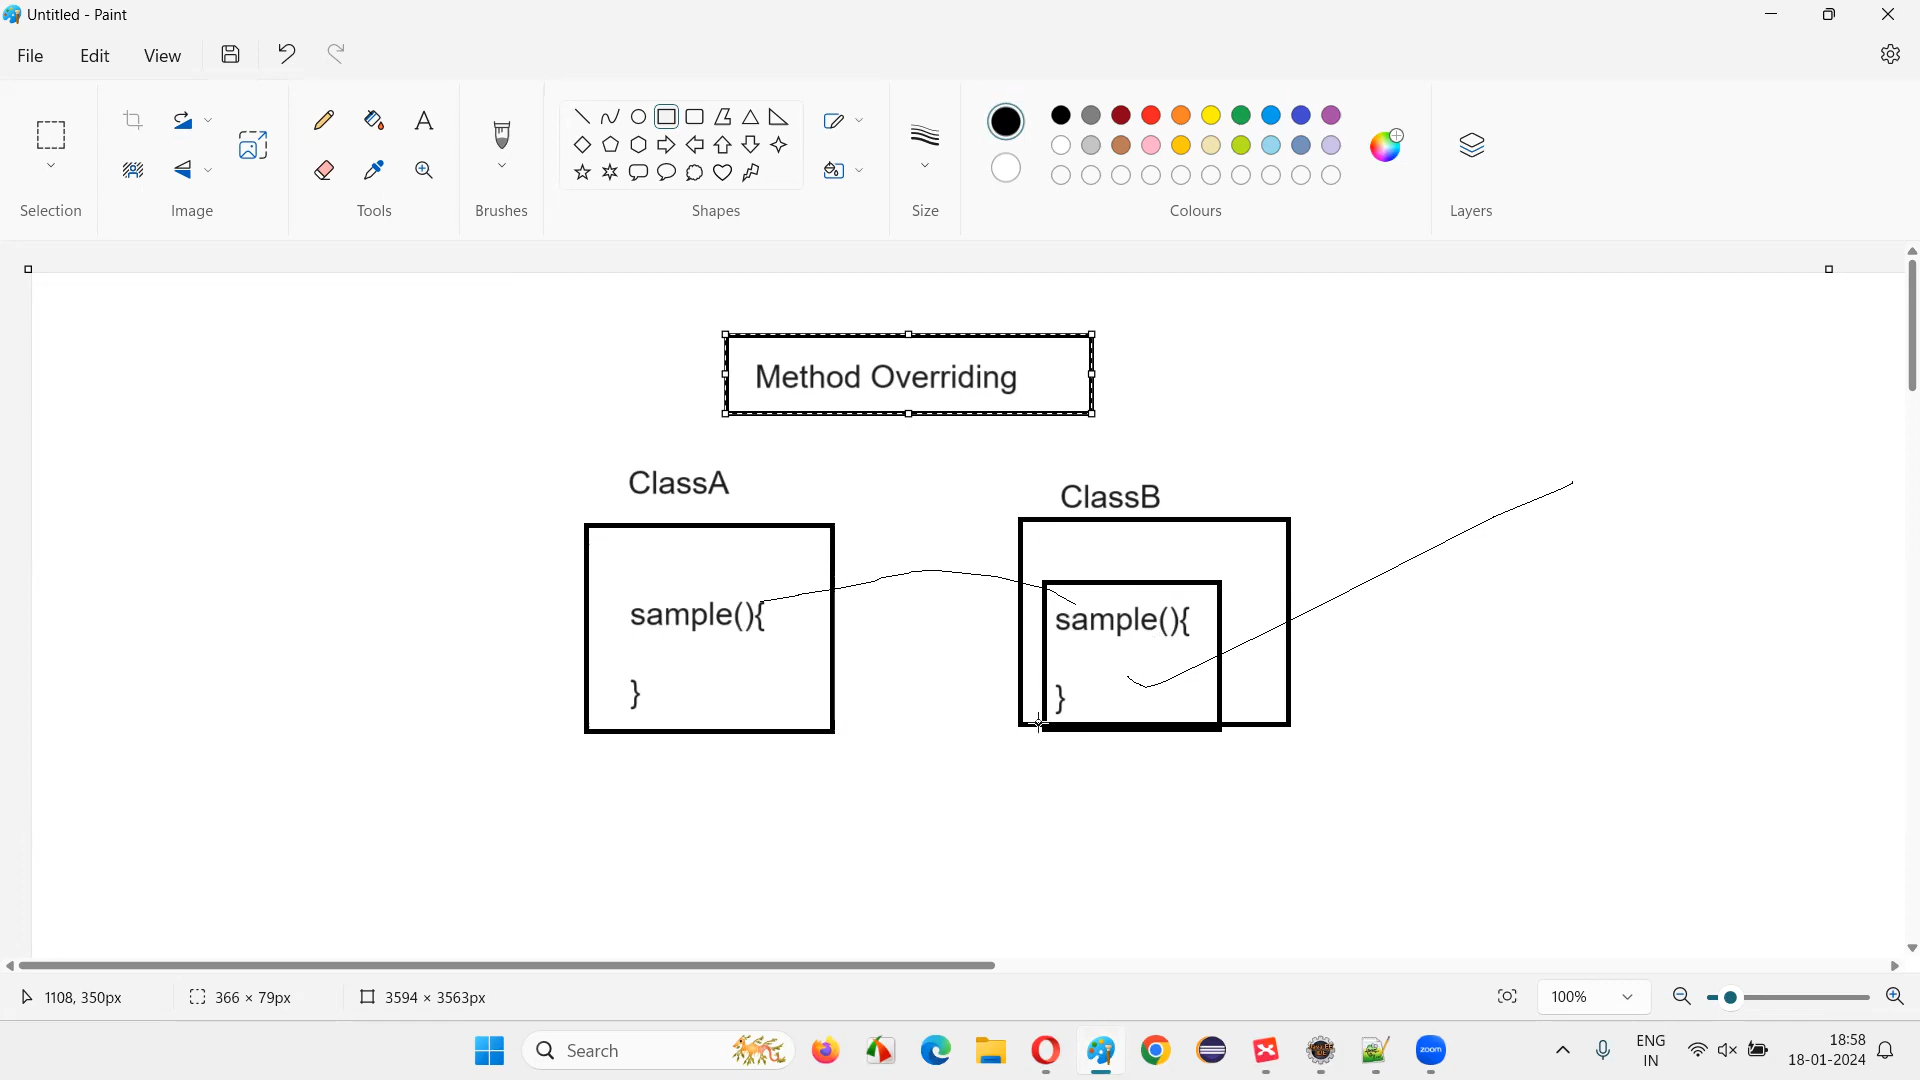 Untitled - Paint
File Edit View
Selection Image Tools Brushes Shapes Size Colours Layers
Method Overriding
ClassA
ClassB
sample(){
}
sample(){
}
1108, 350px 366 × 79px 3594 × 3563px 100%
Search
zoom
ENG
IN
18:58
18-01-2024